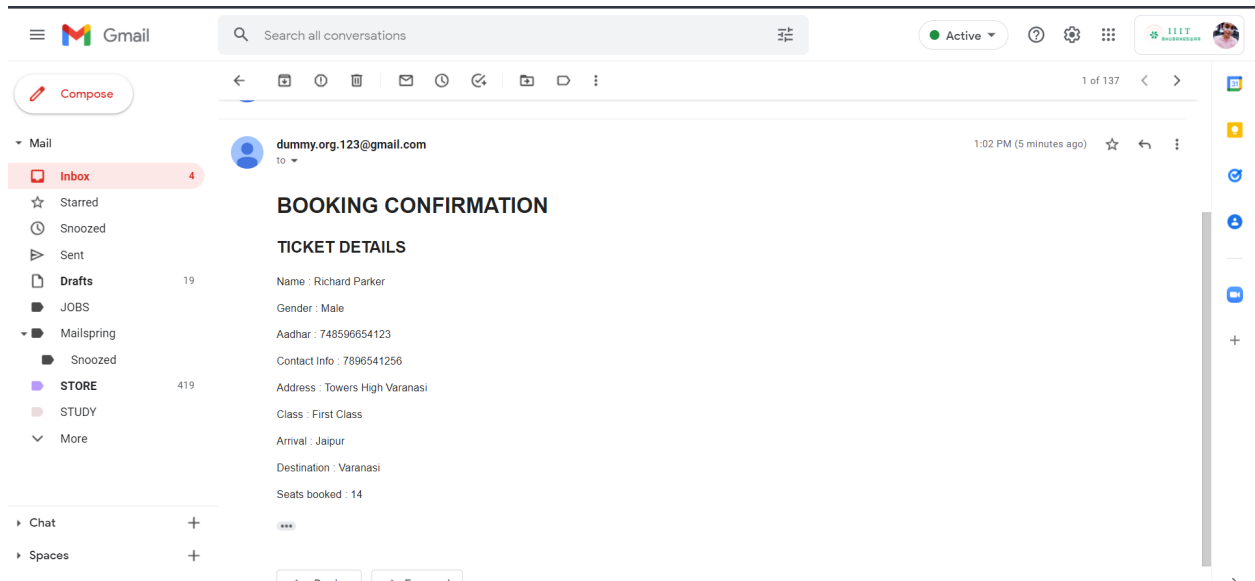 Gmail
Search all conversations
Active
IIIT
Compose
1 of 137
31
Mail
dummy.org.123@gmail.com
1:02 PM (5 minutes ago)
to
Inbox 4
Starred
Snoozed
Sent
Drafts 19
JOBS
Mailspring
Snoozed
STORE 419
STUDY
More
Chat
Spaces
BOOKING CONFIRMATION
TICKET DETAILS
Name : Richard Parker
Gender : Male
Aadhar : 748596654123
Contact Info : 7896541256
Address : Towers High Varanasi
Class : First Class
Arrival : Jaipur
Destination : Varanasi
Seats booked : 14